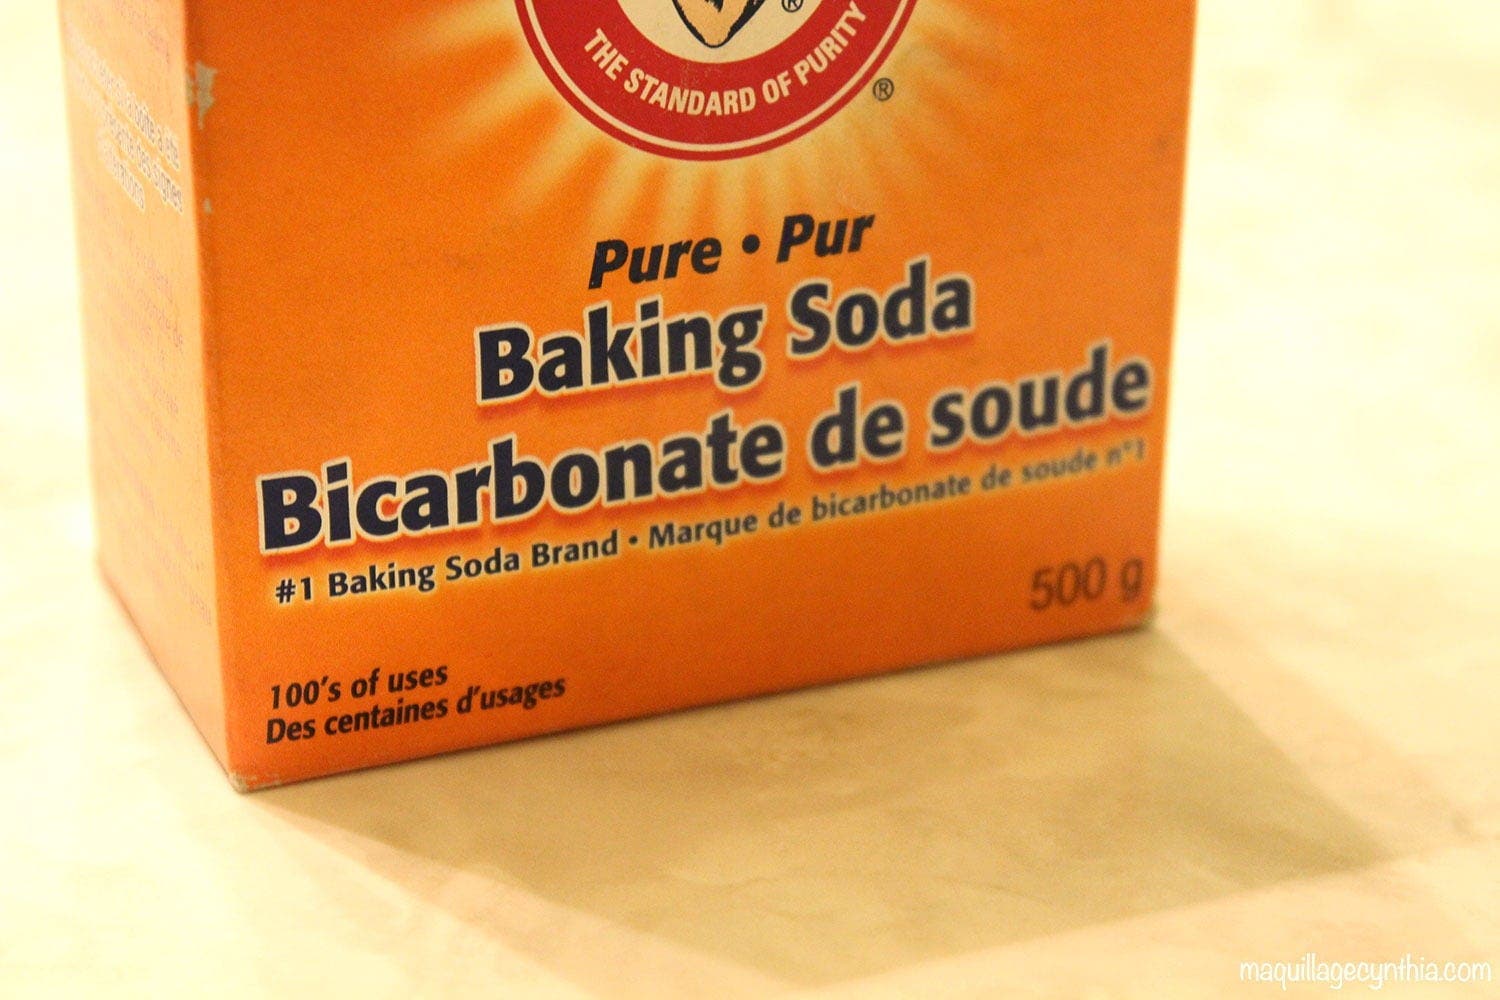 THE STANDARD OF PURITY
®
Pure • Pur
Baking Soda
Bicarbonate de soude
#1 Baking Soda Brand • Marque de bicarbonate de soude n°1
500 g
100's of uses
Des centaines d'usages
maquillagecynthia.com